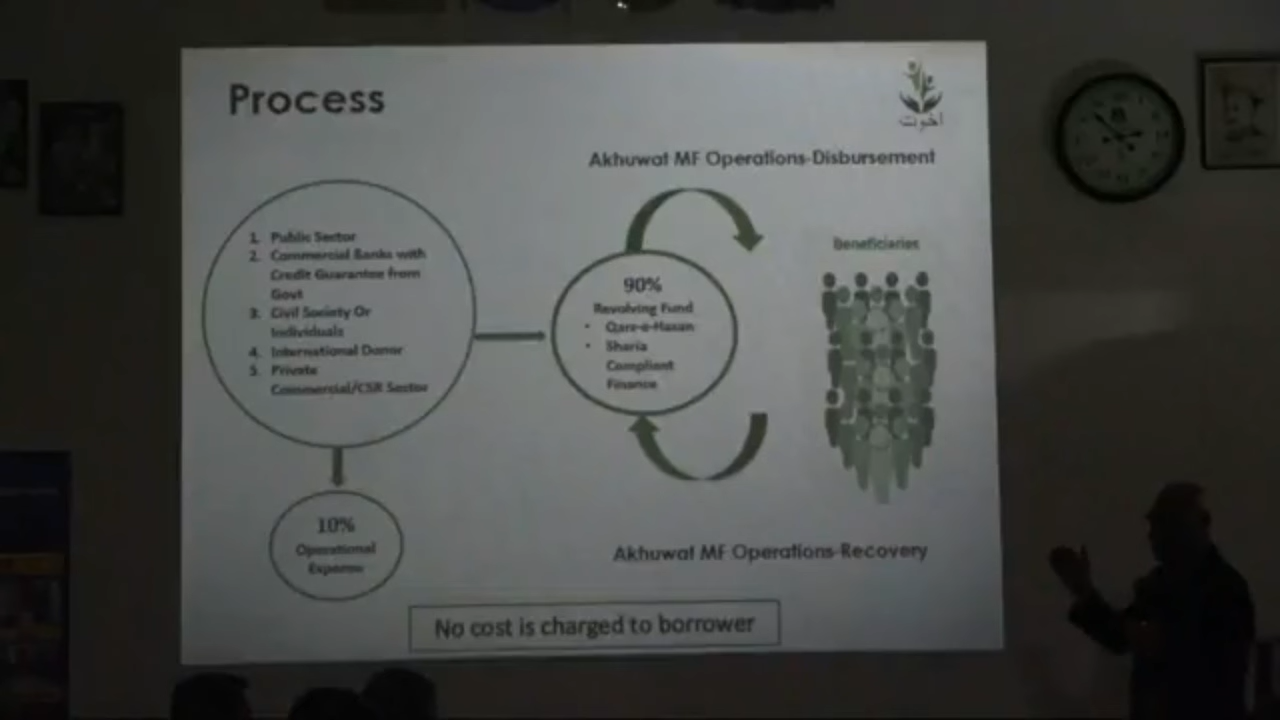 Process
اخوت
Akhuwat MF Operations-Disbursement
1. Public Sector
2. Commercial Banks with
Credit Guarantee from
Govt
3. Civil Society Or
Individuals
4. International Donor
5. Private
Commercial/CSR Sector
90%
Revolving Fund
• Qarz-e-Hasan
• Sharia
Compliant
Finance
Beneficiaries
10%
Operational
Expense
Akhuwat MF Operations-Recovery
No cost is charged to borrower